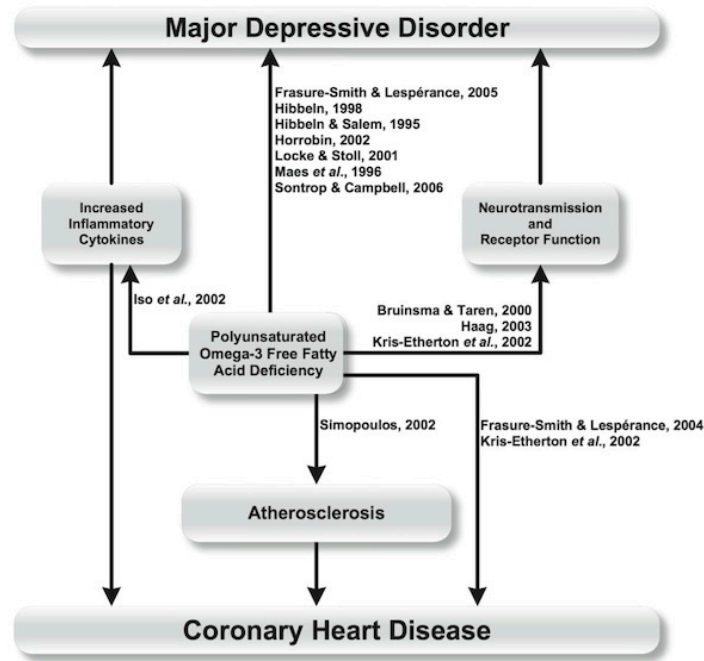 Major Depressive Disorder
Frasure-Smith & Lespérance, 2005
Hibbeln, 1998
Hibbeln & Salem, 1995
Horrobin, 2002
Locke & Stoll, 2001
Maes et al., 1996
Sontrop & Campbell, 2006
Increased
Inflammatory
Cytokines
Neurotransmission
and
Receptor Function
Iso et al., 2002
Bruinsma & Taren, 2000
Haag, 2003
Kris-Etherton et al., 2002
Polyunsaturated
Omega-3 Free Fatty
Acid Deficiency
Simopoulos, 2002
Frasure-Smith & Lespérance, 2004
Kris-Etherton et al., 2002
Atherosclerosis
Coronary Heart Disease